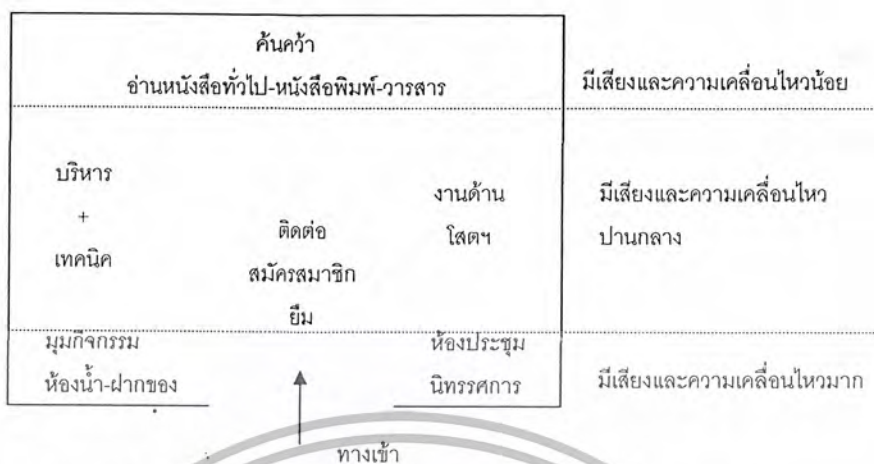 ค้นคว้า
อ่านหนังสือทั่วไป-หนังสือพิมพ์-วารสาร
มีเสียงและความเคลื่อนไหวน้อย
บริหาร
+
เทคนิค
ติดต่อ
สมัครสมาชิก
ยืม
งานด้าน
โสตฯ
มีเสียงและความเคลื่อนไหว
ปานกลาง
มุมกิจกรรม
ห้องน้ำ-ฝากของ
ห้องประชุม
นิทรรศการ
มีเสียงและความเคลื่อนไหวมาก
ทางเข้า